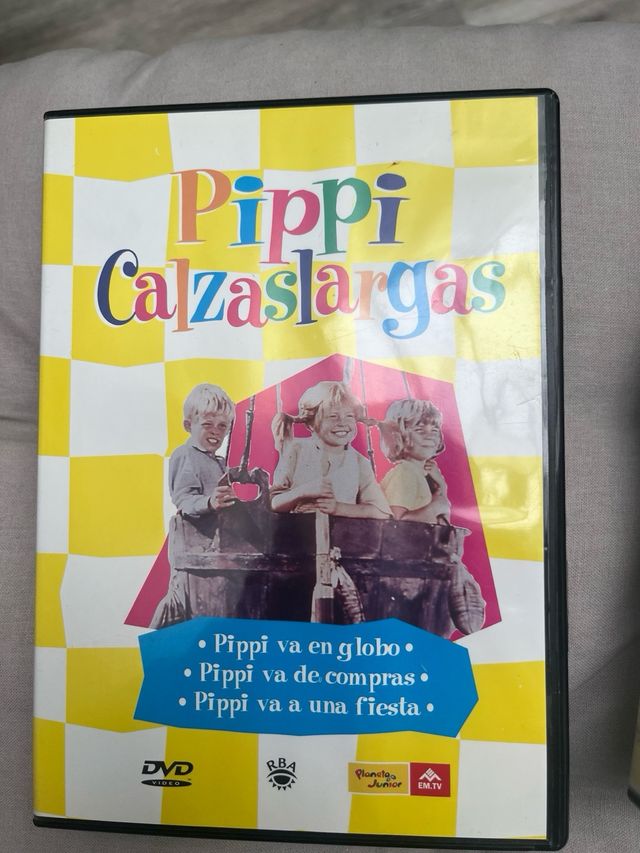 Pippi
Calzaslargas
• Pippi va en globo •
• Pippi va de compras •
• Pippi va a una fiesta •
DVD
VIDEO
RBA
Planeta Junior
EM.TV